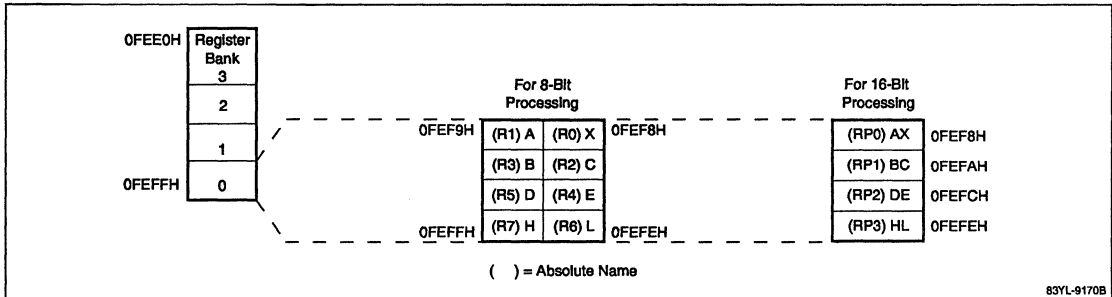 0FEE0H
Register
Bank
3
2
1
0FEFFH
0
For 8-Bit
Processing
0FEF9H (R1) A (R0) X 0FEF8H
(R3) B (R2) C
(R5) D (R4) E
0FEFFH (R7) H (R6) L 0FEFEH
For 16-Bit
Processing
(RP0) AX 0FEF8H
(RP1) BC 0FEFAH
(RP2) DE 0FEFCH
(RP3) HL 0FEFEH
( ) = Absolute Name
83YL-9170B